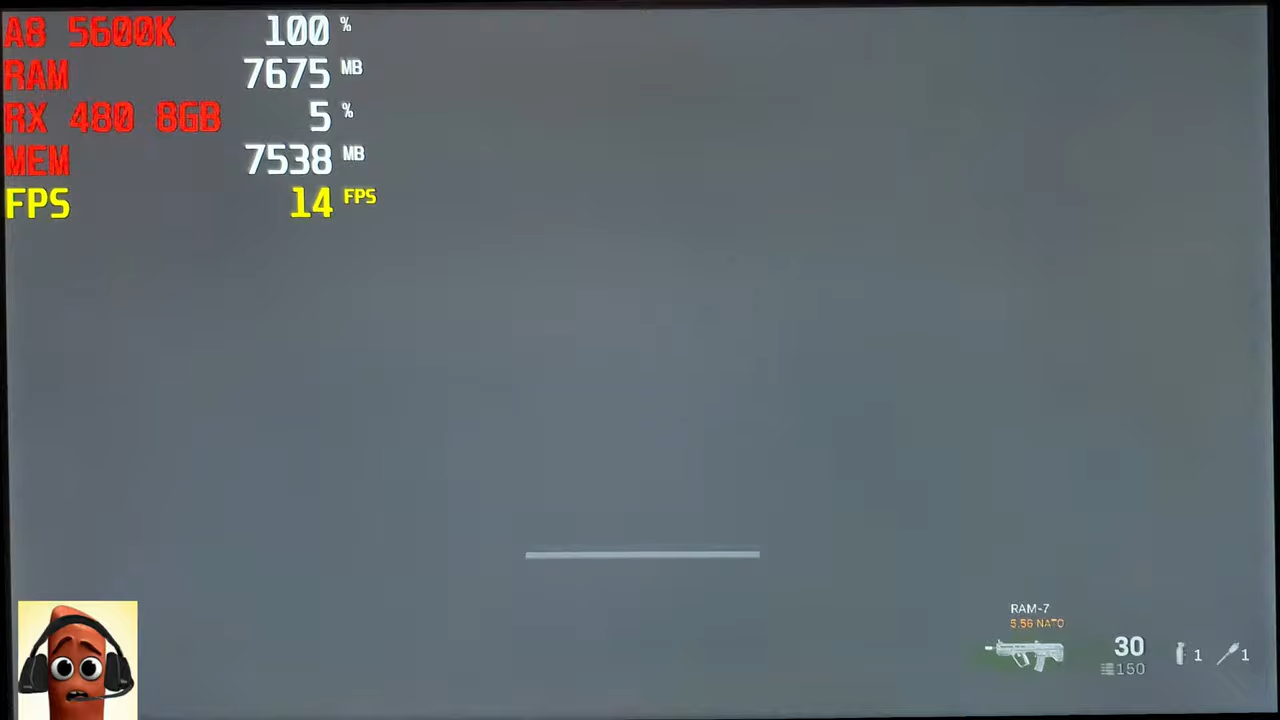 A8 5600K 100 %
RAM 7675 MB
RX 480 8GB 5 %
MEM 7538 MB
FPS 14 FPS
RAM-7
5.56 NATO
30
150
1
1